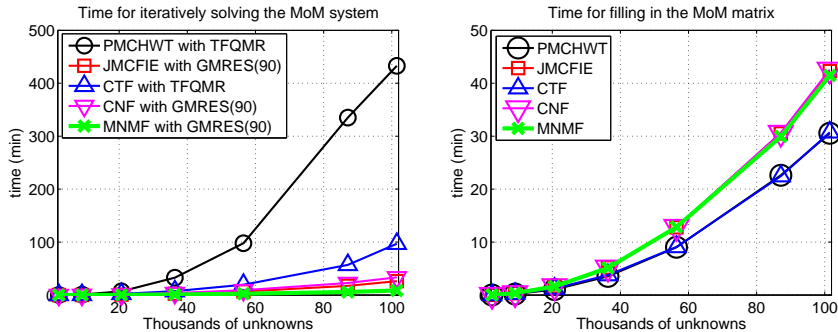 Time for iteratively solving the MoM system
500
400
300
200
100
0
0
20
40
60
80
100
time (min)
Thousands of unknowns
PMCHWT with TFQMR
JMCFIE with GMRES(90)
CTF with TFQMR
CNF with GMRES(90)
MNMF with GMRES(90)
Time for filling in the MoM matrix
50
40
30
20
10
0
0
20
40
60
80
100
time (min)
Thousands of unknowns
PMCHWT
JMCFIE
CTF
CNF
MNMF